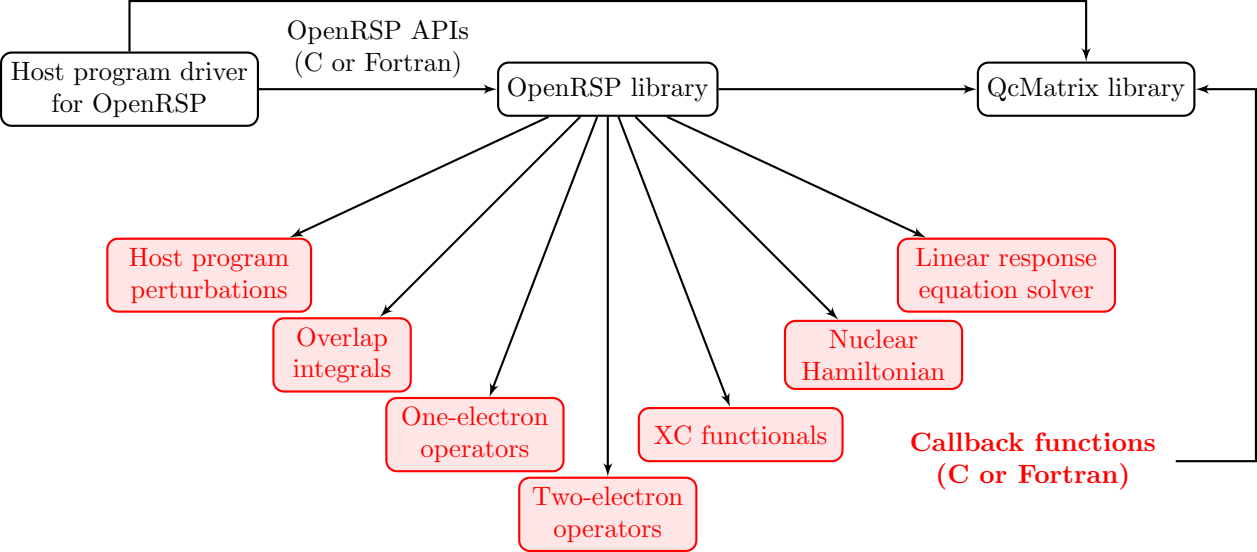 OpenRSP APIs
(C or Fortran)
Host program driver
for OpenRSP
OpenRSP library
QcMatrix library
Host program
perturbations
Linear response
equation solver
Overlap
integrals
Nuclear
Hamiltonian
One-electron
operators
XC functionals
Callback functions
(C or Fortran)
Two-electron
operators